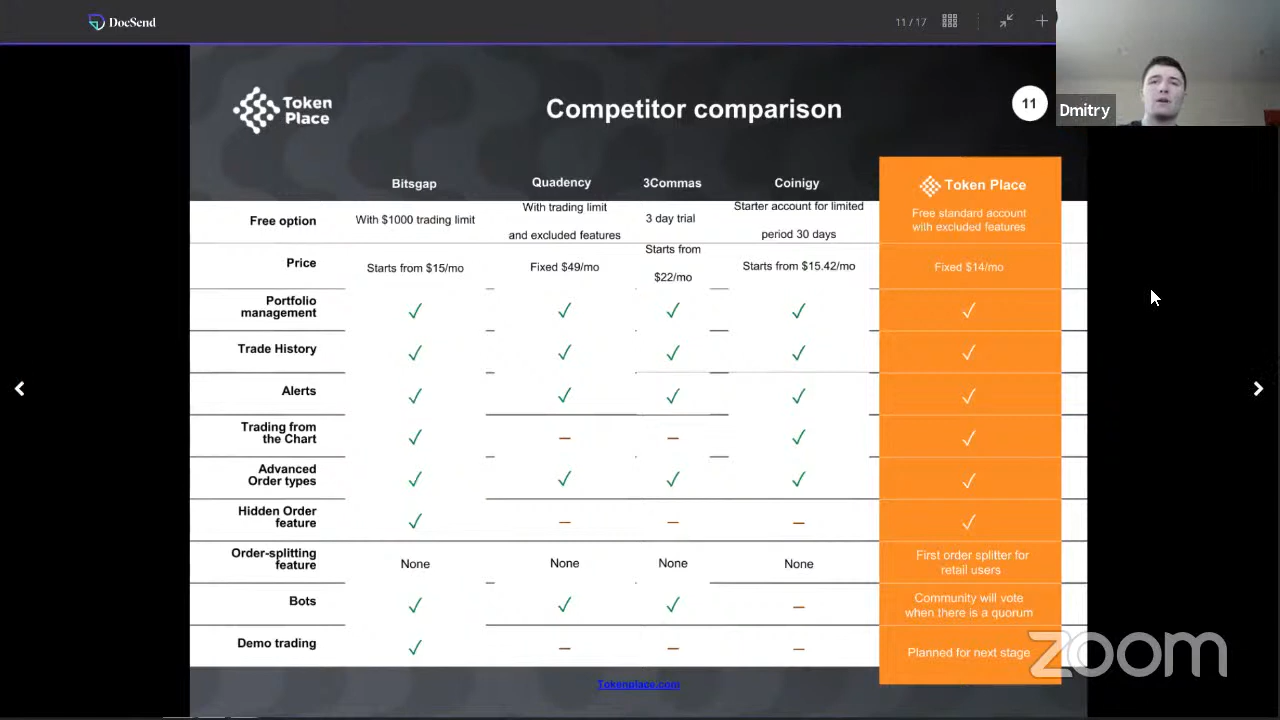 DocSend
11 / 17
Dmitry
Token
Place
Competitor comparison
11
Bitsgap
Quadency
3Commas
Coinigy
Token Place
Free option
With $1000 trading limit
With trading limit
and excluded features
3 day trial
Starter account for limited
period 30 days
Free standard account
with excluded features
Price
Starts from $15/mo
Fixed $49/mo
Starts from
$22/mo
Starts from $15.42/mo
Fixed $14/mo
Portfolio
management
✓ ✓ ✓ ✓ ✓
Trade History
✓ ✓ ✓ ✓ ✓
Alerts
✓ ✓ ✓ ✓ ✓
Trading from
the Chart
✓ – – ✓ ✓
Advanced
Order types
✓ ✓ ✓ ✓ ✓
Hidden Order
feature
✓ – – – ✓
Order-splitting
feature
None
None
None
None
First order splitter for
retail users
Bots
✓ ✓ ✓ –
Community will vote
when there is a quorum
Demo trading
✓ – – –
Planned for next stage
Tokenplace.com
zoom